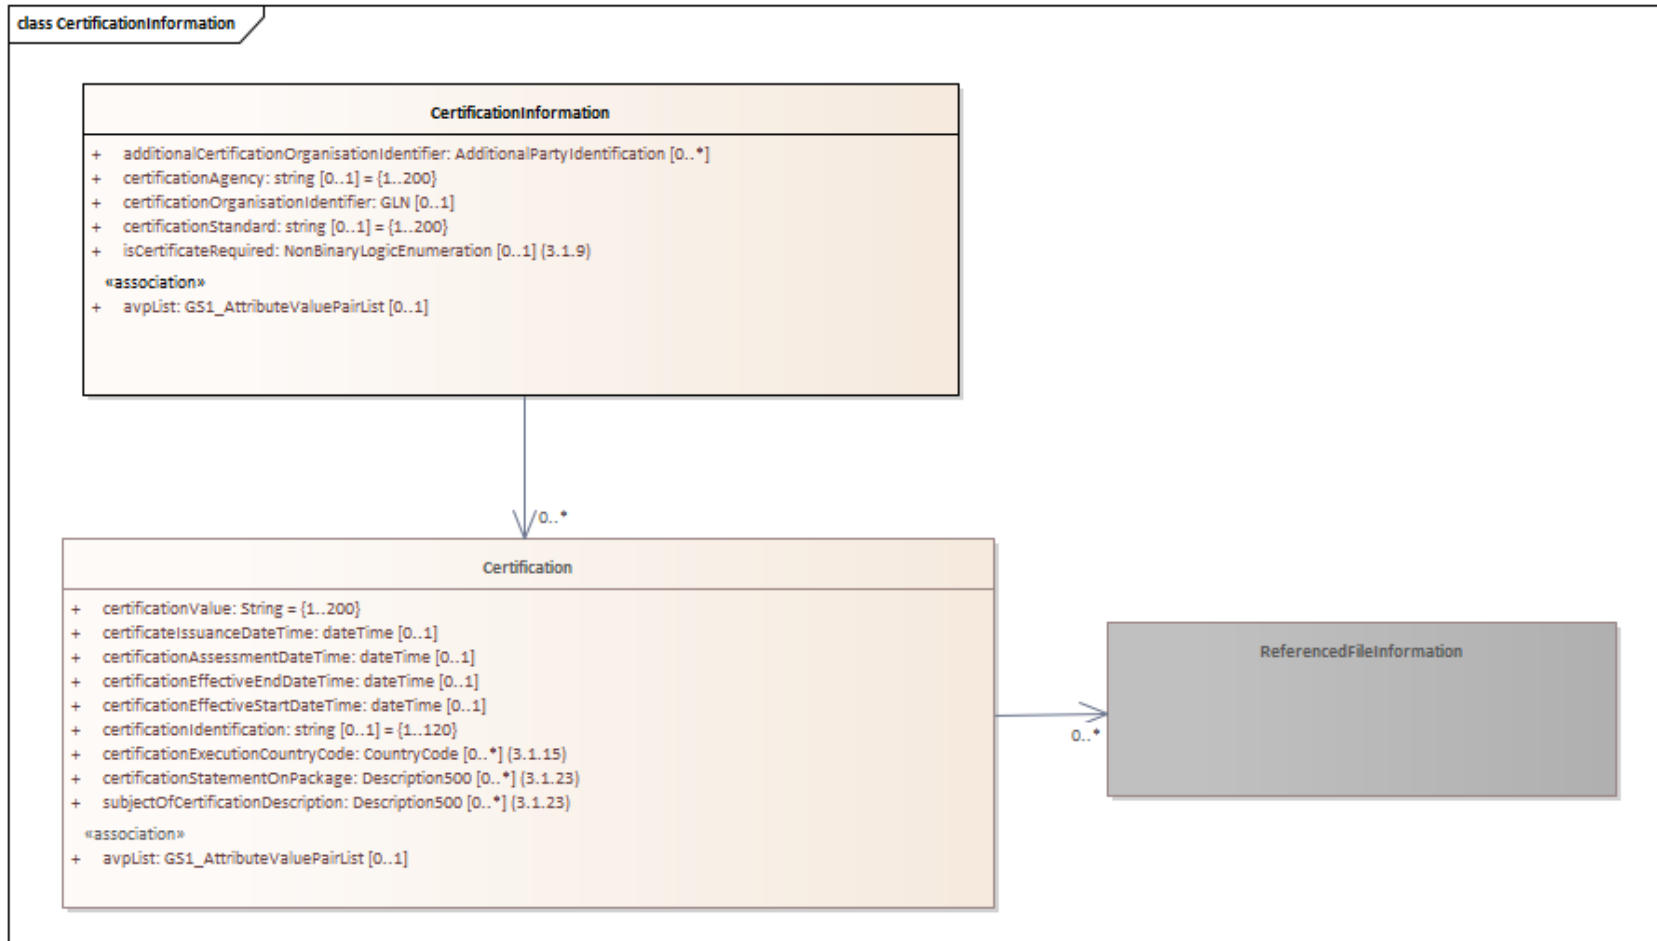 class CertificationInformation
CertificationInformation
+ additionalCertificationOrganisationIdentifier: AdditionalPartyIdentification [0..*]
+ certificationAgency: string [0..1] = {1..200}
+ certificationOrganisationIdentifier: GLN [0..1]
+ certificationStandard: string [0..1] = {1..200}
+ isCertificateRequired: NonBinaryLogicEnumeration [0..1] (3.1.9)
«association»
+ avpList: GS1_AttributeValuePairList [0..1]
0..*
Certification
+ certificationValue: String = {1..200}
+ certificateIssuanceDateTime: dateTime [0..1]
+ certificationAssessmentDateTime: dateTime [0..1]
+ certificationEffectiveEndDateTime: dateTime [0..1]
+ certificationEffectiveStartDateTime: dateTime [0..1]
+ certificationIdentification: string [0..1] = {1..120}
+ certificationExecutionCountryCode: CountryCode [0..*] (3.1.15)
+ certificationStatementOnPackage: Description500 [0..*] (3.1.23)
+ subjectOfCertificationDescription: Description500 [0..*] (3.1.23)
«association»
+ avpList: GS1_AttributeValuePairList [0..1]
ReferencedFileInformation
0..*